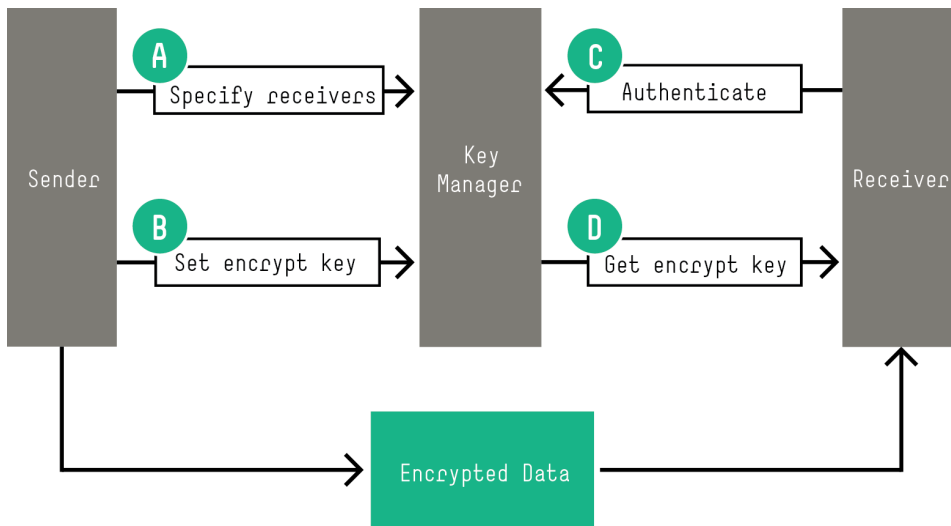 A
Specify receivers
C
Authenticate
Sender
Key
Manager
Receiver
B
Set encrypt key
D
Get encrypt key
Encrypted Data